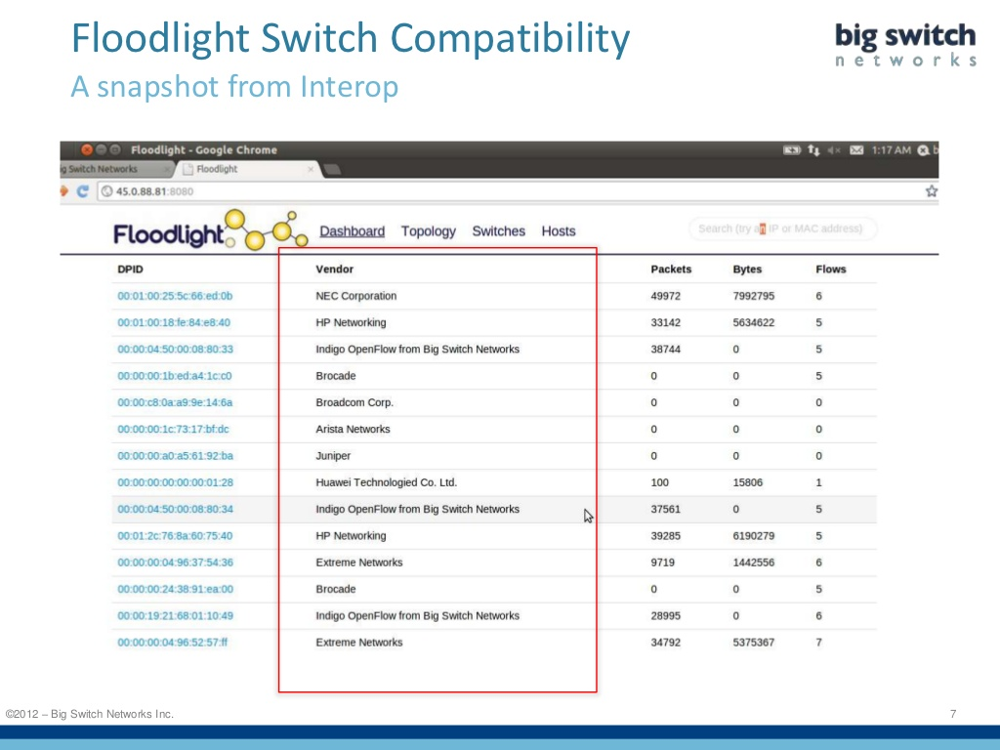 Floodlight Switch Compatibility
A snapshot from Interop
big switch
networks
Floodlight - Google Chrome 1:17 AM
g Switch Networks × Floodlight ×
45.0.88.81:8080
Floodlight Dashboard Topology Switches Hosts Search (try an IP or MAC address)
DPID Vendor Packets Bytes Flows
00:01:00:25:5c:66:ed:0b NEC Corporation 49972 7992795 6
00:01:00:18:fe:84:e8:40 HP Networking 33142 5634622 5
00:00:04:50:00:08:80:33 Indigo OpenFlow from Big Switch Networks 38744 0 5
00:00:00:1b:ed:a4:1c:c0 Brocade 0 0 5
00:00:c8:0a:a9:9e:14:6a Broadcom Corp. 0 0 0
00:00:00:1c:73:17:bf:dc Arista Networks 0 0 0
00:00:00:a0:a5:61:92:ba Juniper 0 0 0
00:00:00:00:00:00:01:28 Huawei Technologied Co. Ltd. 100 15806 1
00:00:04:50:00:08:80:34 Indigo OpenFlow from Big Switch Networks 37561 0 5
00:01:2c:76:8a:60:75:40 HP Networking 39285 6190279 5
00:00:00:04:96:37:54:36 Extreme Networks 9719 1442556 6
00:00:00:24:38:91:ea:00 Brocade 0 0 5
00:00:19:21:68:01:10:49 Indigo OpenFlow from Big Switch Networks 28995 0 6
00:00:00:04:96:52:57:ff Extreme Networks 34792 5375367 7
©2012 – Big Switch Networks Inc. 7